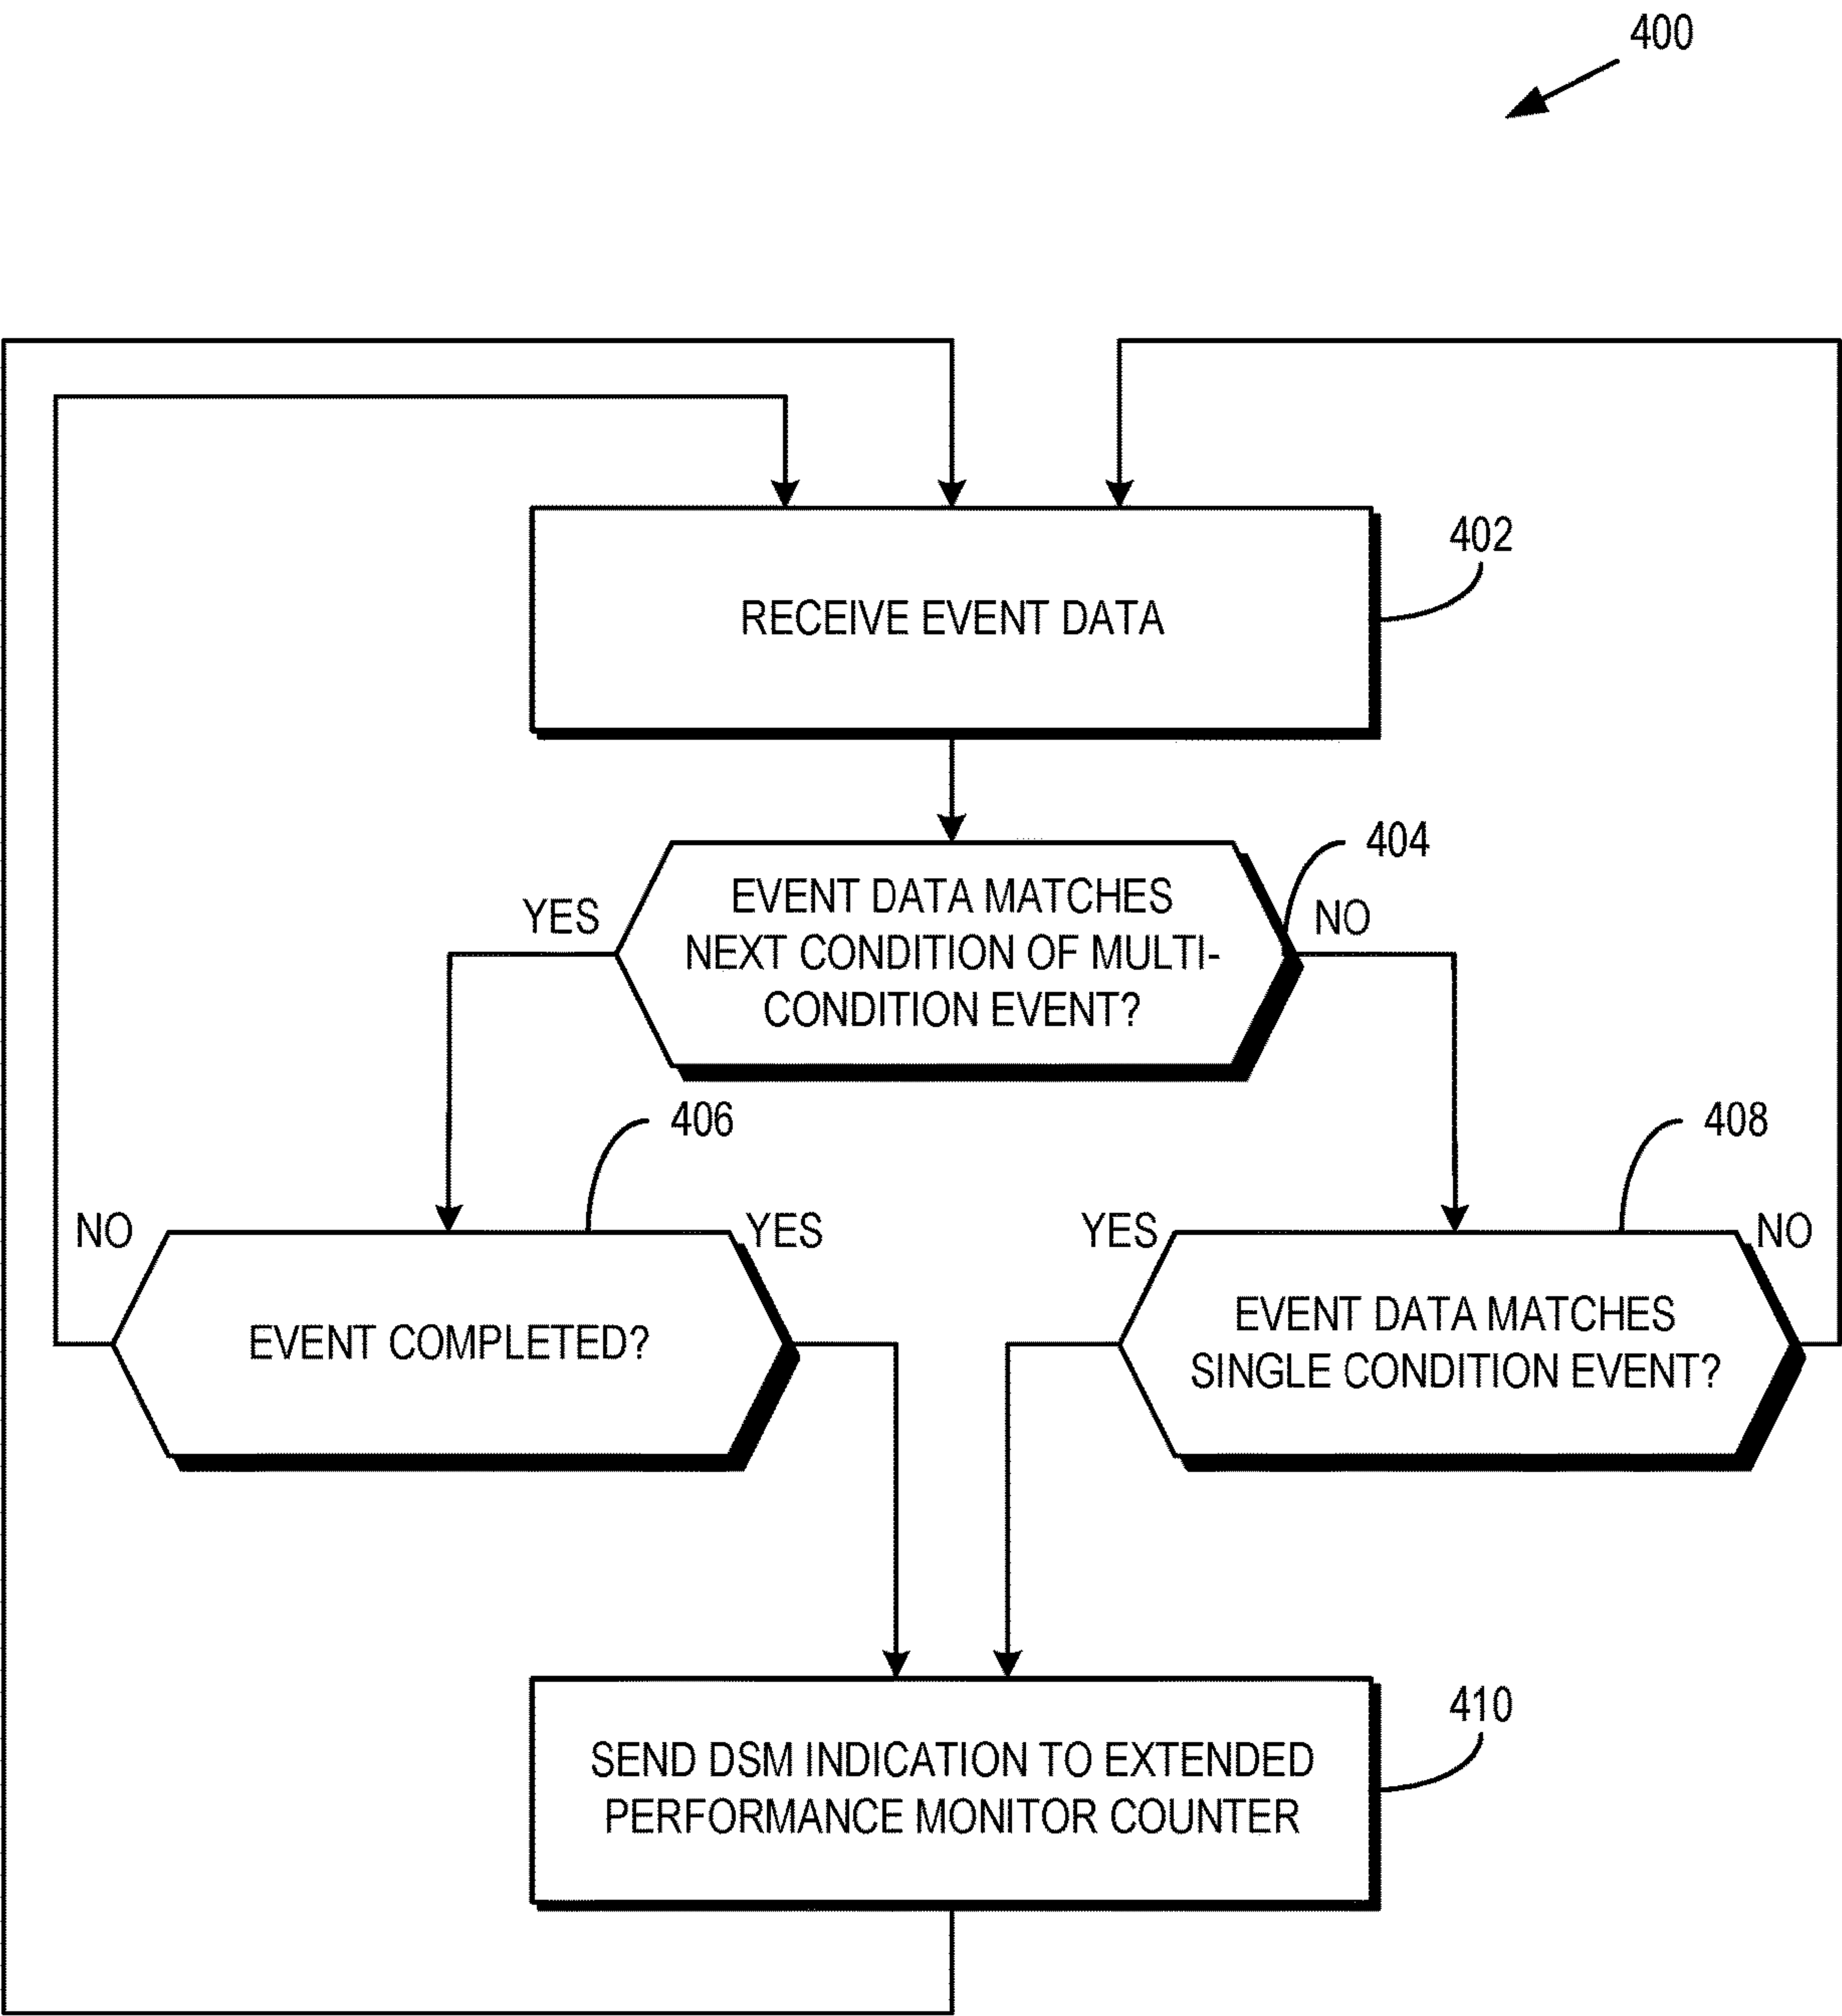 400
402
RECEIVE EVENT DATA
404
YES
EVENT DATA MATCHES
NEXT CONDITION OF MULTI-
CONDITION EVENT?
NO
406
408
NO
EVENT COMPLETED?
YES
YES
EVENT DATA MATCHES
SINGLE CONDITION EVENT?
NO
410
SEND DSM INDICATION TO EXTENDED
PERFORMANCE MONITOR COUNTER